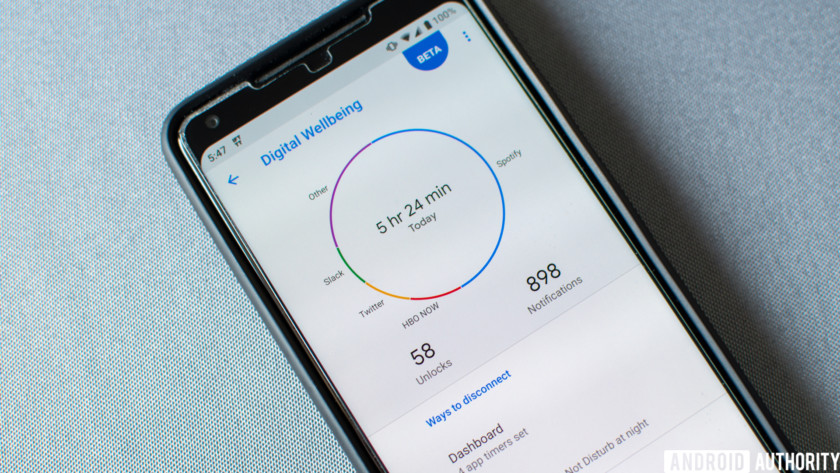 100%
BETA
5:47
Digital Wellbeing
Other
Spotify
5 hr 24 min
Today
Slack
Twitter
HBO NOW
898
Notifications
58
Unlocks
Ways to disconnect
Dashboard
4 app timers set
Not Disturb at night
ANDROID AUTHORITY